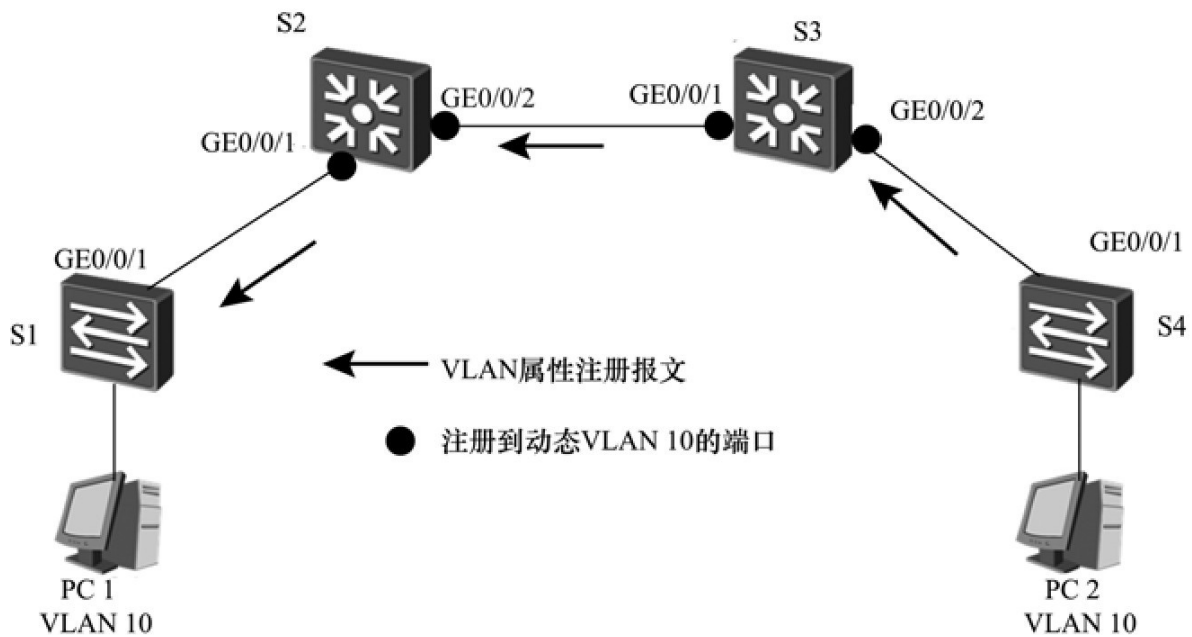 S2
S3
GE0/0/2
GE0/0/1
GE0/0/2
GE0/0/1
GE0/0/1
GE0/0/1
S1
S4
VLAN属性注册报文
注册到动态VLAN 10的端口
PC 1
VLAN 10
PC 2
VLAN 10